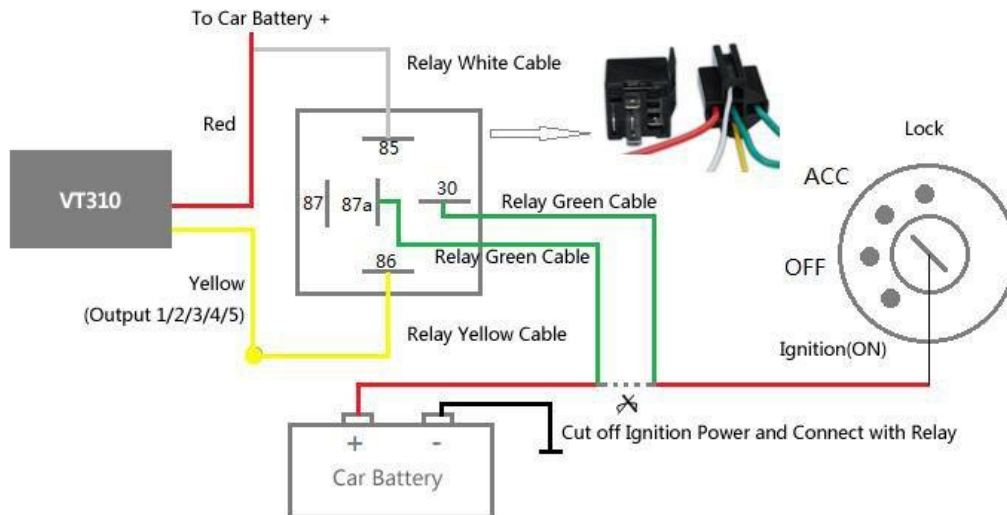 To Car Battery +
Relay White Cable
Red
85
Lock
ACC
VT310
87
87a
30
Relay Green Cable
Relay Green Cable
OFF
86
Yellow
(Output 1/2/3/4/5)
Relay Yellow Cable
Ignition(ON)
+
-
Cut off Ignition Power and Connect with Relay
Car Battery